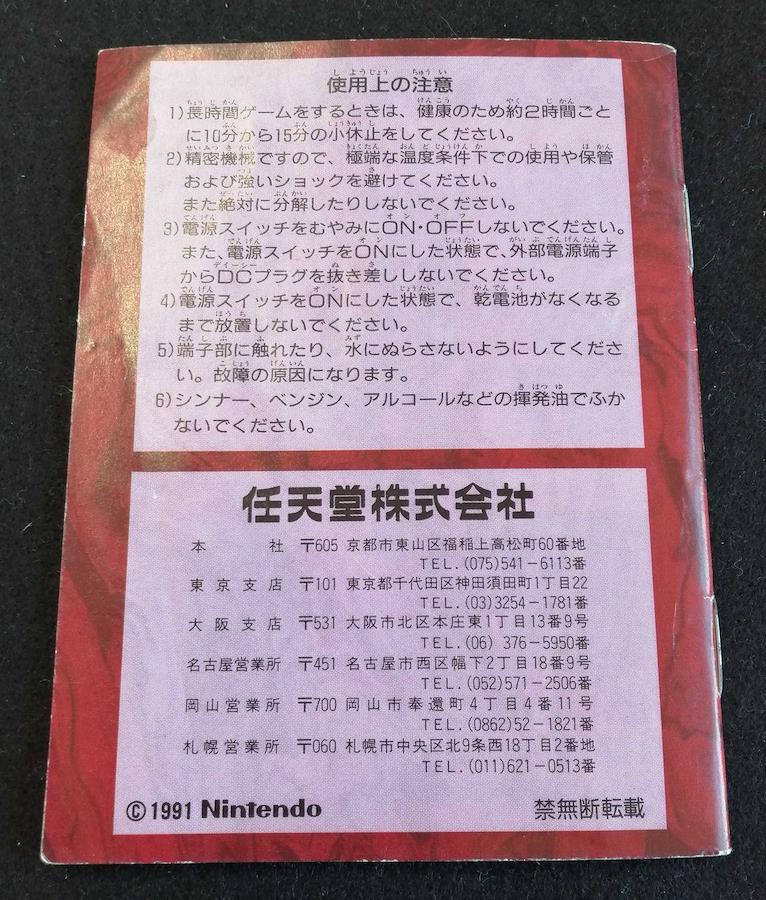 使用上の注意
1)長時間ゲームをするときは、健康のため約2時間ごと
に10分から15分の小休止をしてください。
2)精密機械ですので、極端な温度条件下での使用や保管
および強いショックを避けてください。
また絶対に分解したりしないでください。
3)電源スイッチをむやみにON・OFFしないでください。
また、電源スイッチをONにした状態で、外部電源端子
からDCプラグを抜き差ししないでください。
4)電源スイッチをONにした状態で、乾電池がなくなる
まで放置しないでください。
5)端子部に触れたり、水にぬらさないようにしてくださ
い。故障の原因になります。
6)シンナー、ベンジン、アルコールなどの揮発油でふか
ないでください。
任天堂株式会社
本社 〒605 京都市東山区福稲上高松町60番地
TEL.(075)541-6113番
東京支店 〒101 東京都千代田区神田須田町1丁目22
TEL.(03)3254-1781番
大阪支店 〒531 大阪市北区本庄東1丁目13番9号
TEL.(06) 376-5950番
名古屋営業所 〒451 名古屋市西区幅下2丁目18番9号
TEL.(052)571-2506番
岡山営業所 〒700 岡山市奉還町4丁目4番11号
TEL.(0862)52-1821番
札幌営業所 〒060 札幌市中央区北9条西18丁目2番地
TEL.(011)621-0513番
©1991 Nintendo 禁無断転載